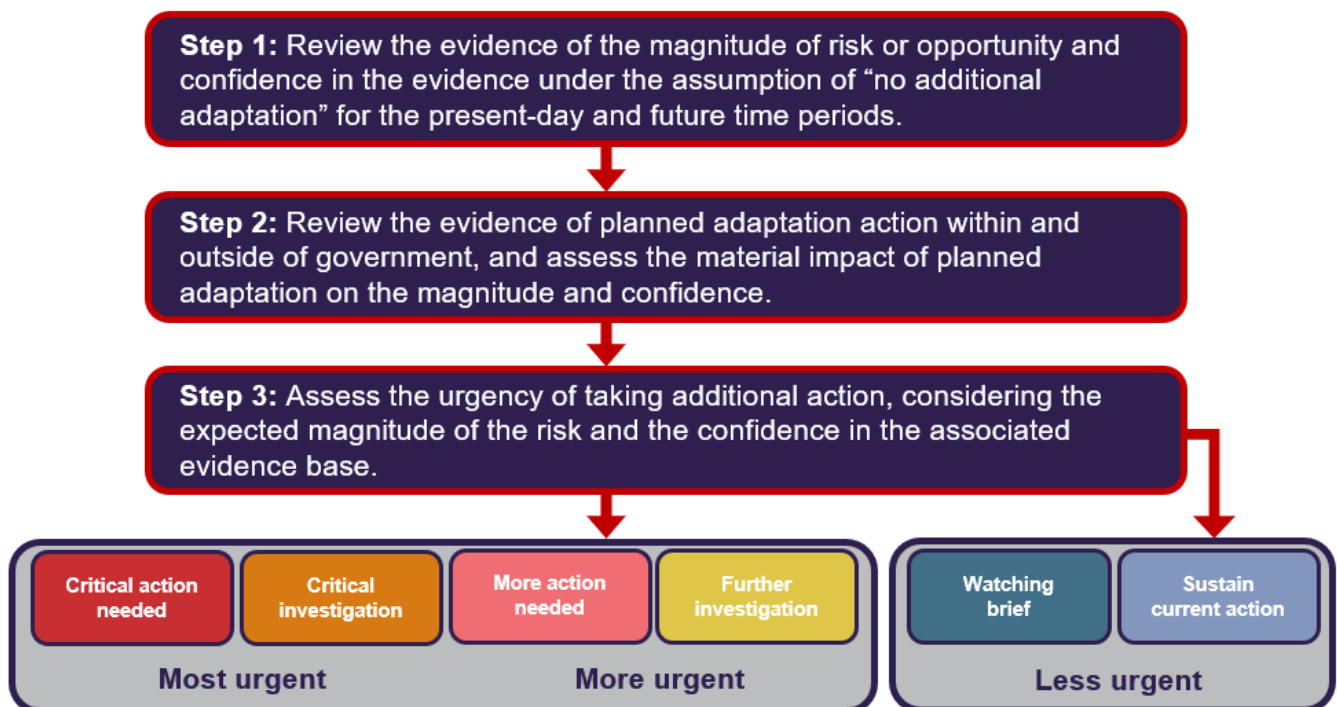 Step 1: Review the evidence of the magnitude of risk or opportunity and
confidence in the evidence under the assumption of “no additional
adaptation” for the present-day and future time periods.
Step 2: Review the evidence of planned adaptation action within and
outside of government, and assess the material impact of planned
adaptation on the magnitude and confidence.
Step 3: Assess the urgency of taking additional action, considering the
expected magnitude of the risk and the confidence in the associated
evidence base.
Critical action
needed
Critical
investigation
More action
needed
Further
investigation
Watching
brief
Sustain
current action
Most urgent
More urgent
Less urgent